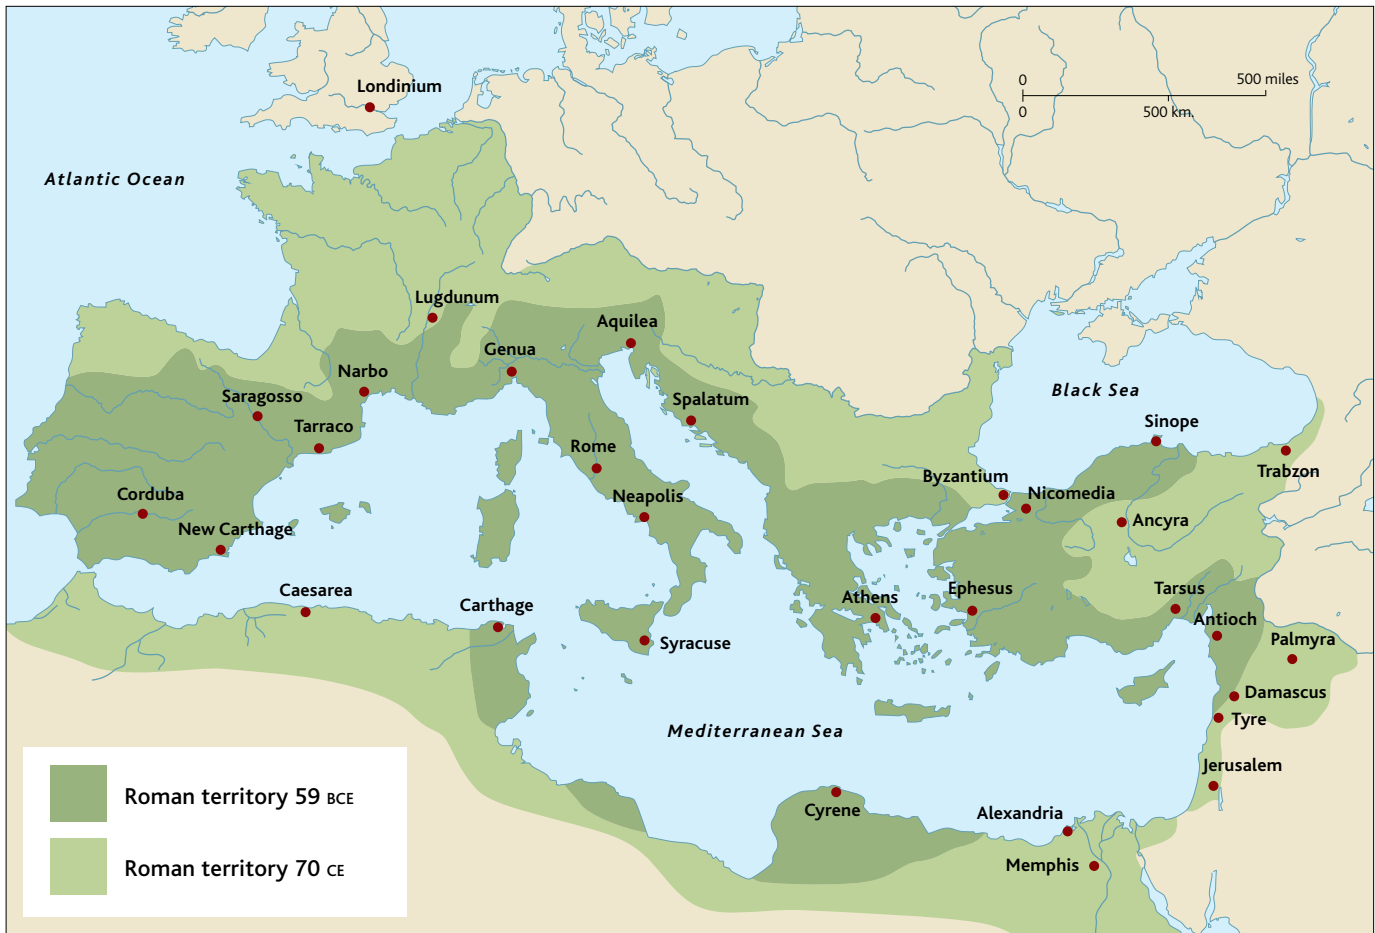 Londinium
0 500 miles
0 500 km.
Atlantic Ocean
Lugdunum
Aquilea
Genua
Narbo
Black Sea
Saragosso
Spalatum
Sinope
Tarraco
Rome
Trabzon
Byzantium
Corduba
Neapolis
Nicomedia
Ancyra
New Carthage
Caesarea
Ephesus
Tarsus
Carthage
Athens
Antioch
Syracuse
Palmyra
Damascus
Tyre
Mediterranean Sea
Jerusalem
Roman territory 59 BCE
Cyrene
Alexandria
Memphis
Roman territory 70 CE